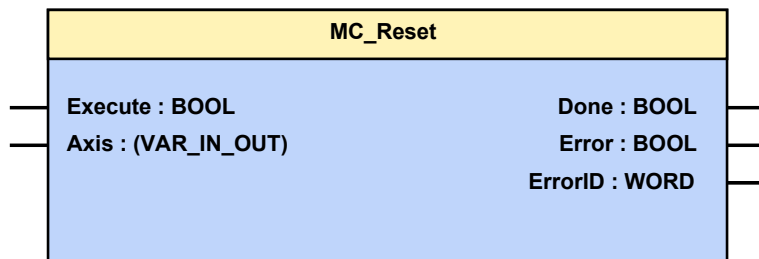 MC_Reset
Execute : BOOL Done : BOOL
Axis : (VAR_IN_OUT) Error : BOOL
ErrorID : WORD